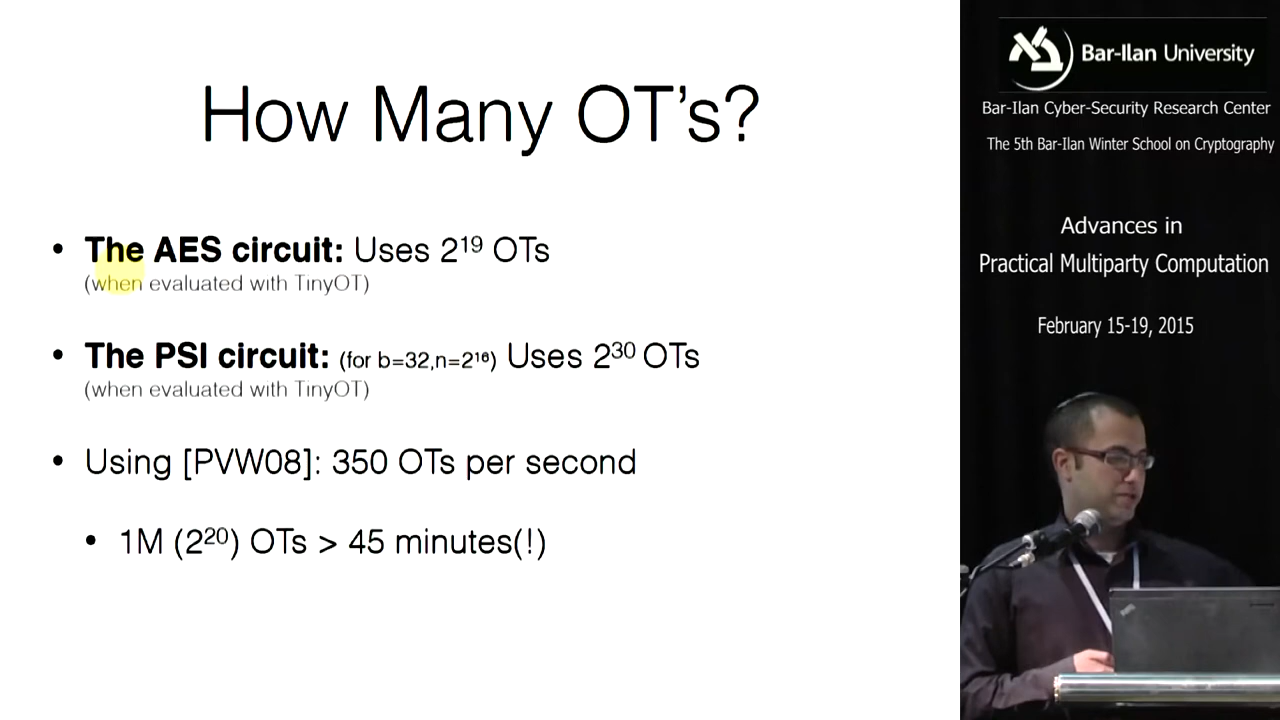 How Many OT's?
• The AES circuit: Uses 2¹⁹ OTs
(when evaluated with TinyOT)
• The PSI circuit: (for b=32,n=2¹⁶) Uses 2³⁰ OTs
(when evaluated with TinyOT)
• Using [PVW08]: 350 OTs per second
• 1M (2²⁰) OTs > 45 minutes(!)
Bar-Ilan University
Bar-Ilan Cyber-Security Research Center
The 5th Bar-Ilan Winter School on Cryptography
Advances in
Practical Multiparty Computation
February 15-19, 2015